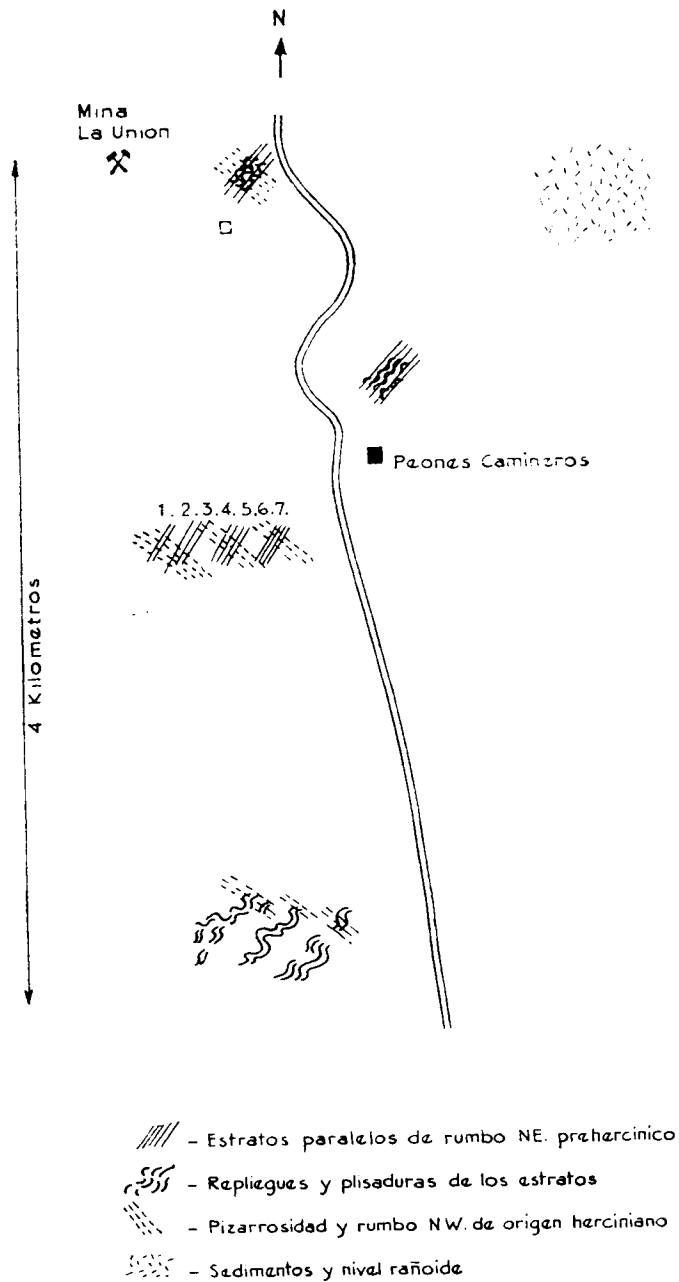 N
Mina
La Union
Peones Camineros
1. 2. 3. 4. 5. 6. 7.
4 Kilometros
- Estratos paralelos de rumbo NE. prehercinico
- Repliegues y plisaduras de los estratos
- Pizarrosidad y rumbo NW. de origen herciniano
- Sedimentos y nivel rañoide